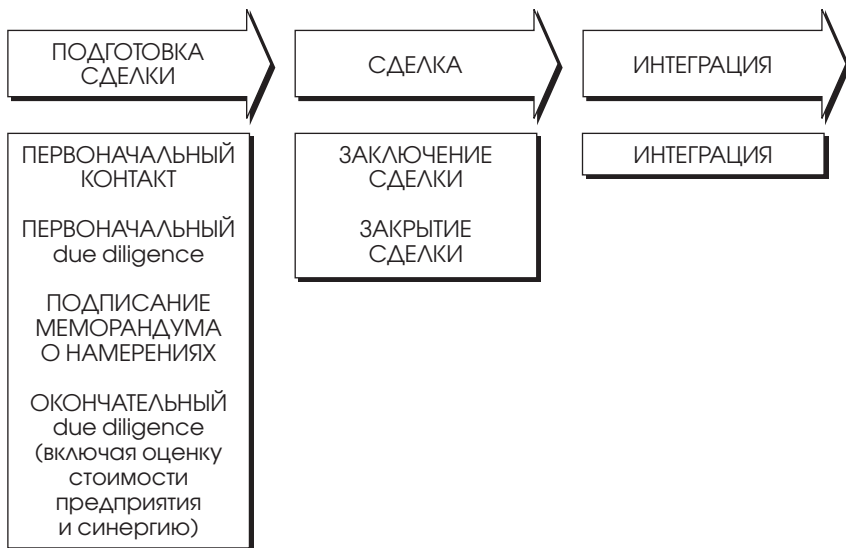 ПОДГОТОВКА
СДЕЛКИ
СДЕЛКА
ИНТЕГРАЦИЯ
ПЕРВОНАЧАЛЬНЫЙ
КОНТАКТ
ПЕРВОНАЧАЛЬНЫЙ
due diligence
ПОДПИСАНИЕ
МЕМОРАНДУМА
О НАМЕРЕНИЯХ
ОКОНЧАТЕЛЬНЫЙ
due diligence
(включая оценку
стоимости
предприятия
и синергию)
ЗАКЛЮЧЕНИЕ
СДЕЛКИ
ЗАКРЫТИЕ
СДЕЛКИ
ИНТЕГРАЦИЯ